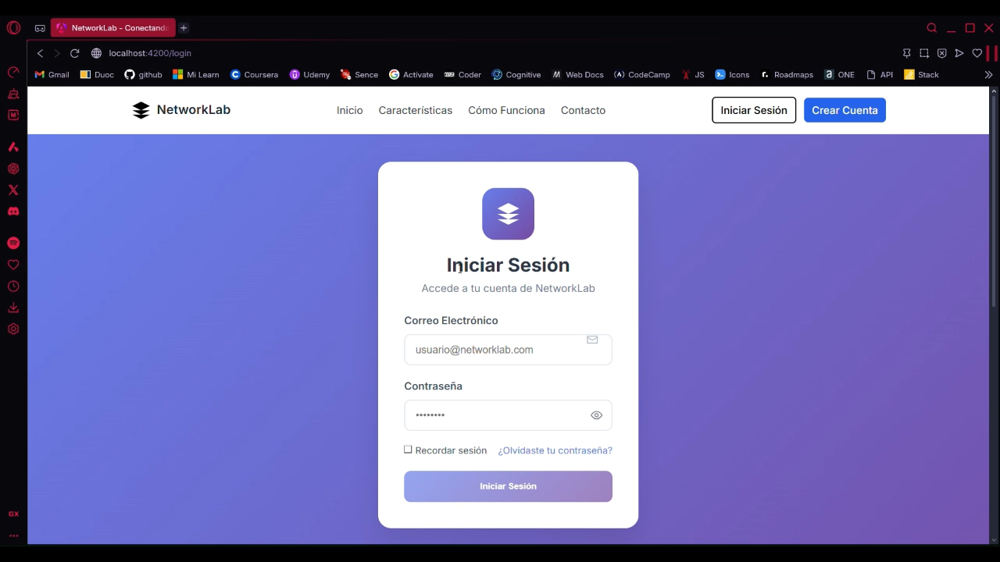 NetworkLab - Conectando
localhost:4200/login
Gmail Duoc github Mi Learn Coursera Udemy Sence Activate Coder Cognitive Web Docs CodeCamp JS Icons Roadmaps ONE API Stack
NetworkLab Inicio Características Cómo Funciona Contacto Iniciar Sesión Crear Cuenta
Iniciar Sesión
Accede a tu cuenta de NetworkLab
Correo Electrónico
usuario@networklab.com
Contraseña
••••••••
Recordar sesión ¿Olvidaste tu contraseña?
Iniciar Sesión
GX